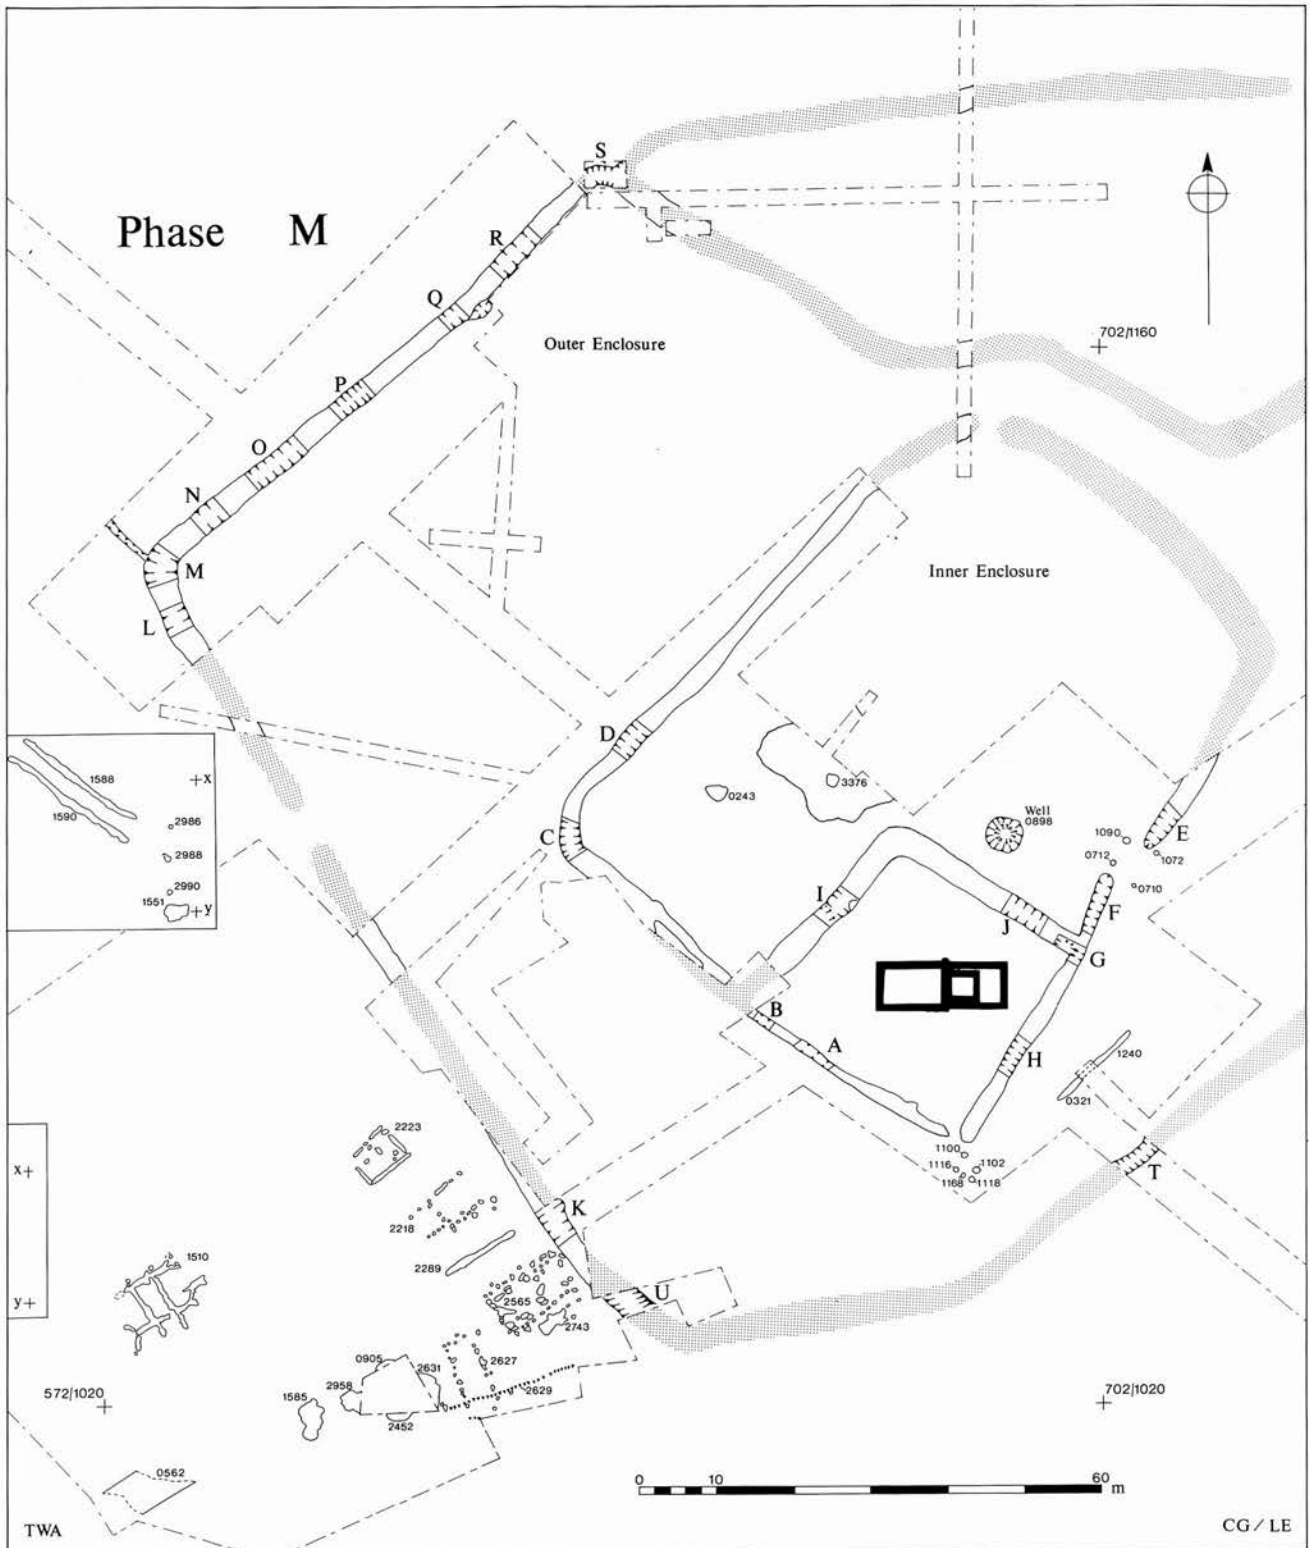 S
Phase M
R
Q
Outer Enclosure
702/1160
P
O
N
M
Inner Enclosure
L
D
x
1588
1590
2986
2988
2990
1551
y
0243
3376
Well
0898
1090
E
0712
1072
0710
C
I
J
F
G
B
A
H
1240
0321
2223
1100
1116
1102
1168
1118
T
x
K
2218
1510
2289
y
2565
U
2743
0905
2631
2627
572/1020
1585
2958
2629
702/1020
2452
0562
0 10 60 m
TWA
CG/LE